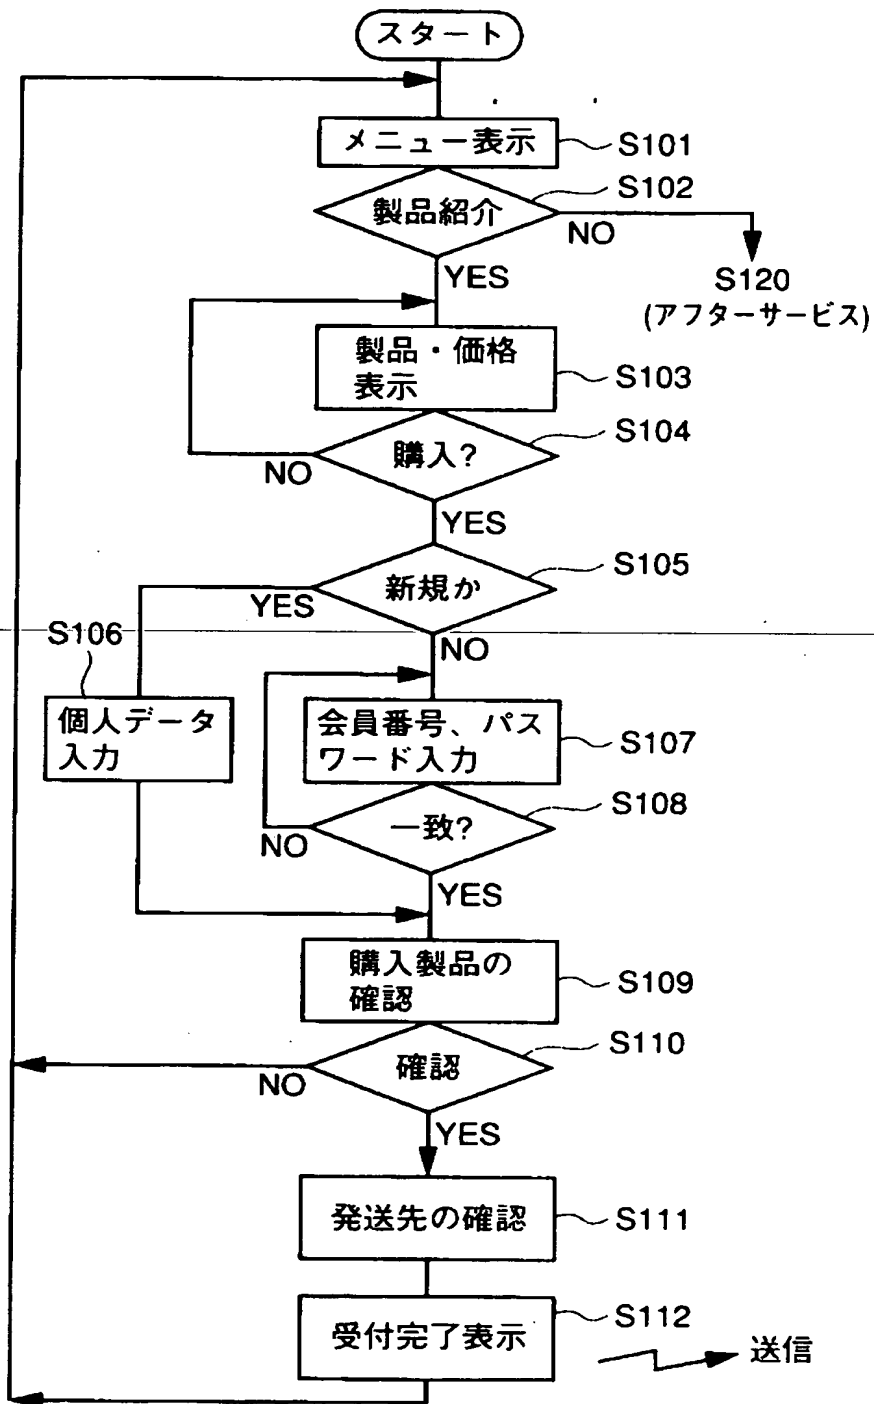 スタート
メニュー表示
S101
製品紹介
S102
NO
YES
S120
(アフターサービス)
製品・価格
表示
S103
購入?
S104
NO
YES
新規か
S105
YES
NO
S106
個人データ
入力
会員番号、パス
ワード入力
S107
一致?
S108
NO
YES
購入製品の
確認
S109
確認
S110
NO
YES
発送先の確認
S111
受付完了表示
S112
送信